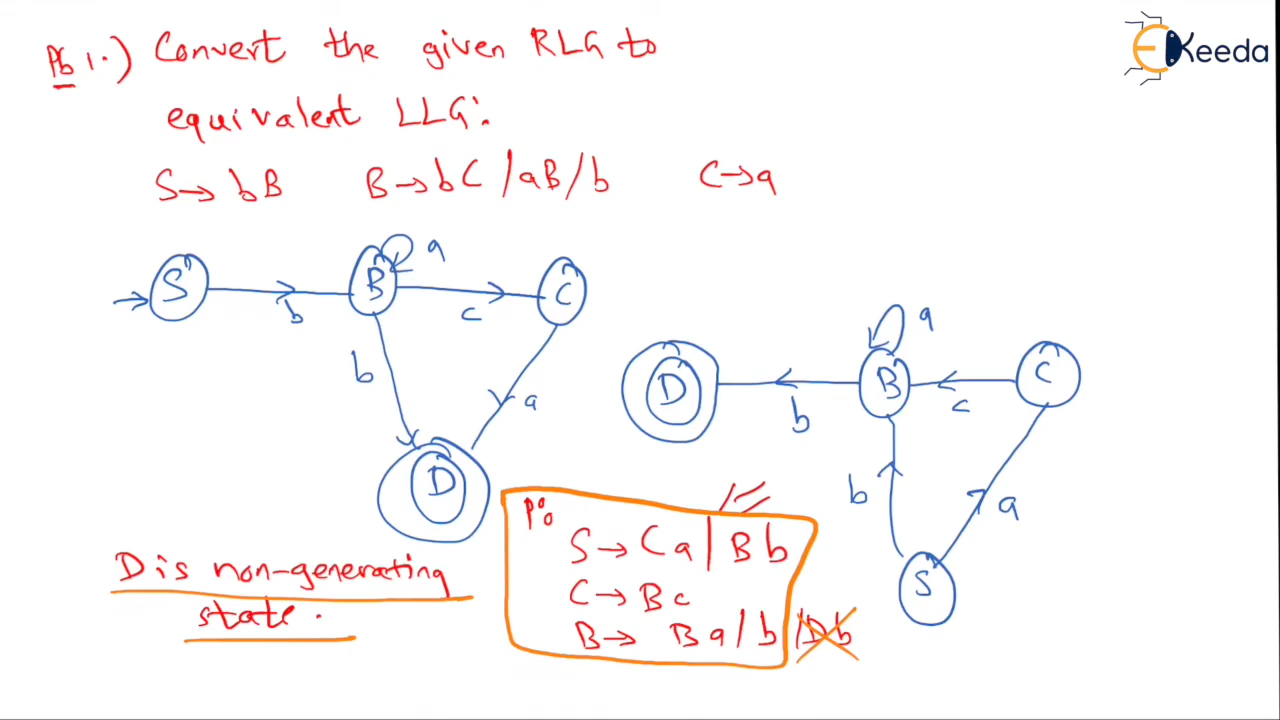 Pb 1.) Convert the given RLG to
EKeeda
equivalent LLG:
S→ bB B→bC/aB/b C→a
S b B a c C
b a D
D b B a c C
b a S
P:
S→ Ca | Bb
C→ Bc
B→ Ba/b /Db
D is non-generating
state.